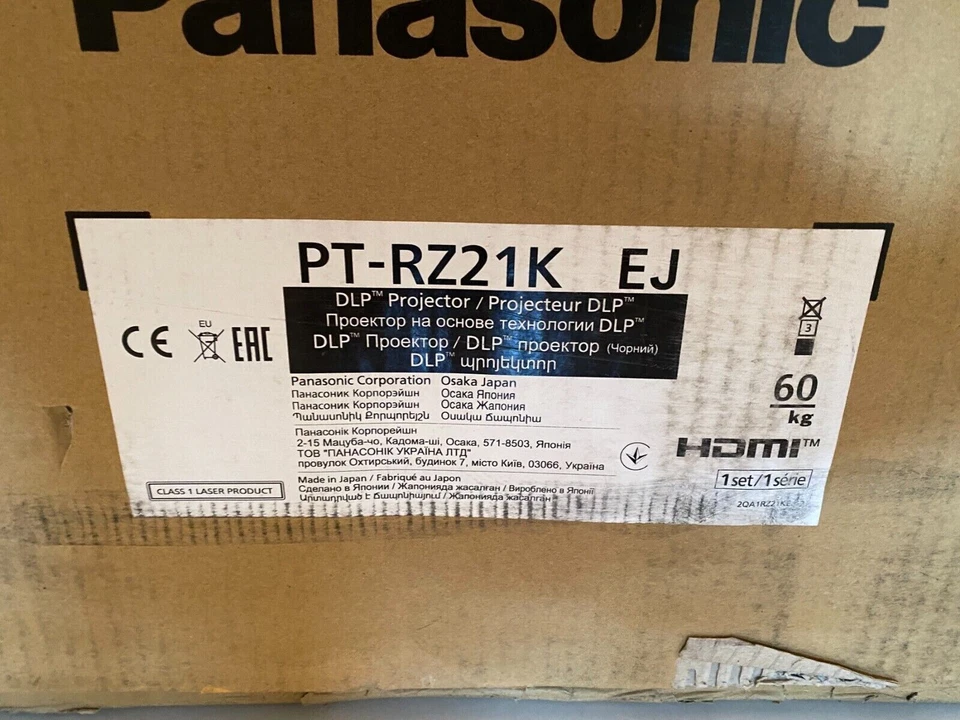 Panasonic
PT-RZ21K EJ
DLP™ Projector / Projecteur DLP™
Проектор на основе технологии DLP™
DLP™ Проектор / DLP™ проектор (Чорний)
DLP™ պրոյեկտոր
CE
EU
EAC
3
Panasonic Corporation Osaka Japan
Панасоник Корпорэйшн Осака Япония
Панасоник Корпорэйшн Осака Жапония
Պանասոնիկ Քորպորեյշն Օսակա Ճապոնիա
60
kg
Панасонік Корпорейшн
2-15 Мацуба-чо, Кадома-ші, Осака, 571-8503, Японія
ТОВ "ПАНАСОНІК УКРАЇНА ЛТД"
провулок Охтирський, будинок 7, місто Київ, 03066, Україна
HDMI™
Made in Japan / Fabriqué au Japon
Сделано в Японии / Жапонияда жасалған / Вироблено в Японії
Արտադրված է Ճապոնիայում / Жапонияда жасалган
CLASS 1 LASER PRODUCT
1set/1série